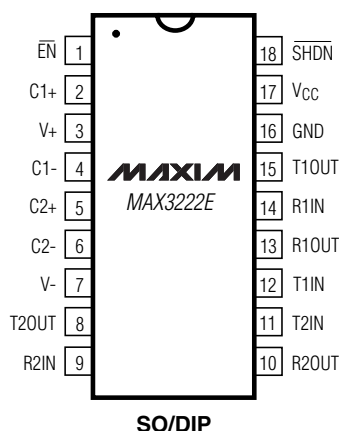 EN 1 18 SHDN
C1+ 2 17 VCC
V+ 3 16 GND
C1- 4 MAXIM 15 T1OUT
C2+ 5 MAX3222E 14 R1IN
C2- 6 13 R1OUT
V- 7 12 T1IN
T2OUT 8 11 T2IN
R2IN 9 10 R2OUT
SO/DIP